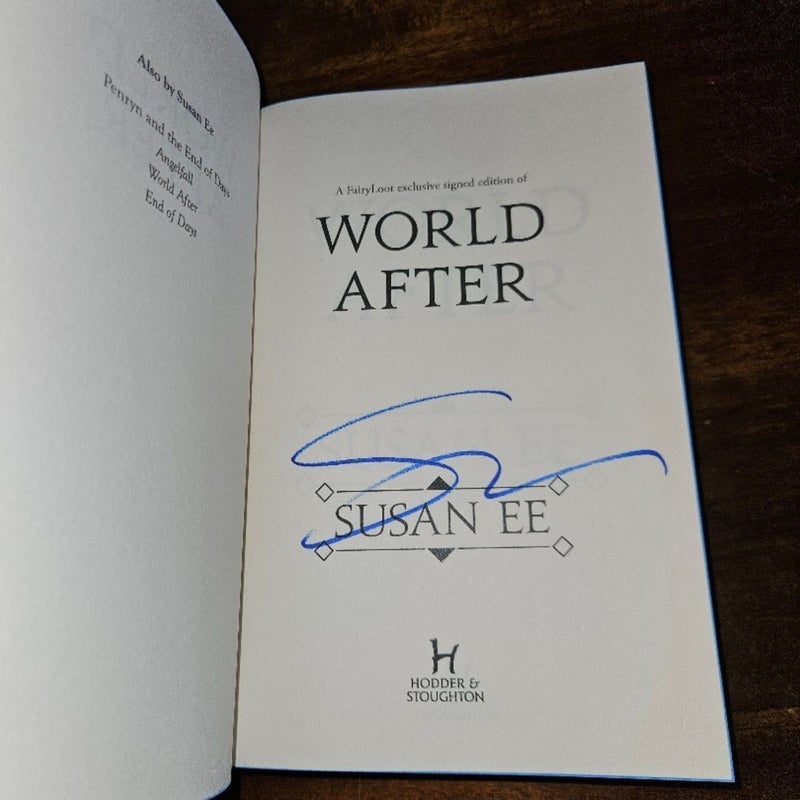 Also by Susan Ee
Penryn and the End of Days
Angelfall
World After
End of Days
A FairyLoot exclusive signed edition of
WORLD
AFTER
SUSAN EE
H
HODDER &
STOUGHTON